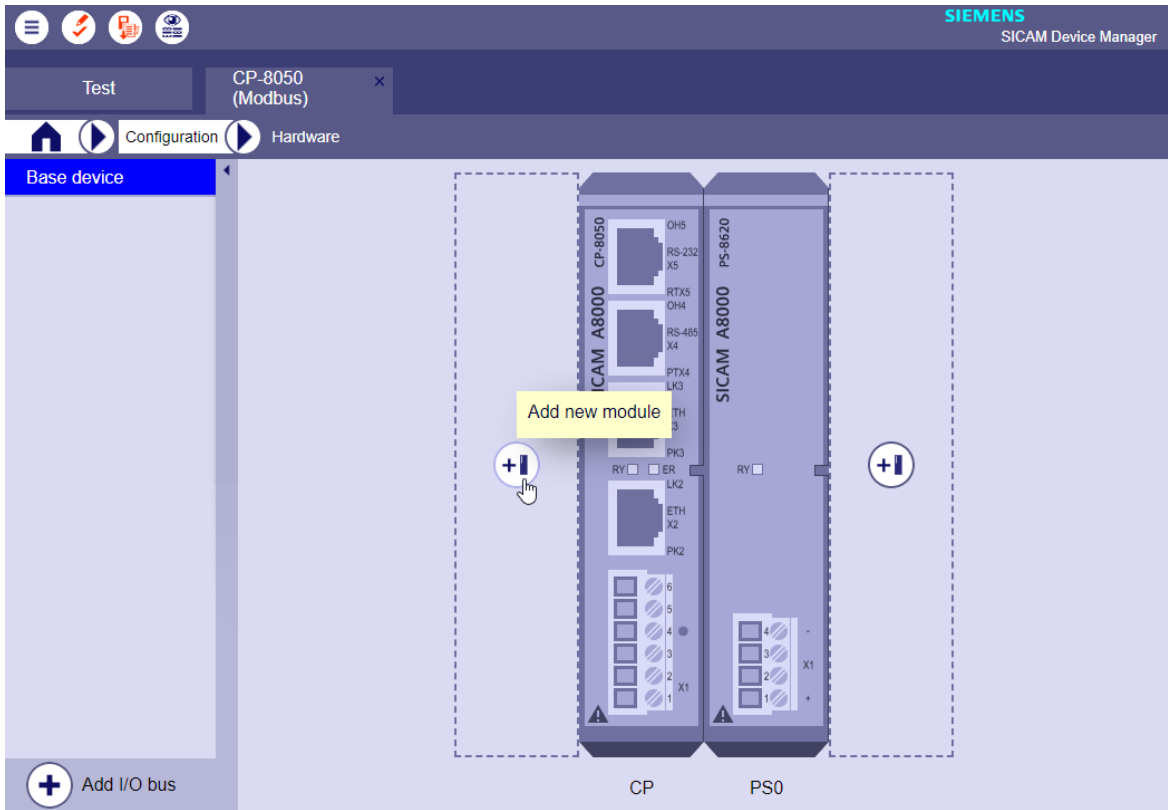 SIEMENS
SICAM Device Manager
Test
CP-8050
(Modbus)
×
Configuration
Hardware
Base device
CP-8050
SICAM A8000
OH5
RS-232
X5
RTX5
OH4
RS-485
X4
PTX4
LK3
PK3
RY
ER
LK2
ETH
X2
PK2
6
5
4
3
2
1
X1
PS-8620
SICAM A8000
RY
4
3
2
1
-
X1
+
Add new module
CP
PS0
Add I/O bus